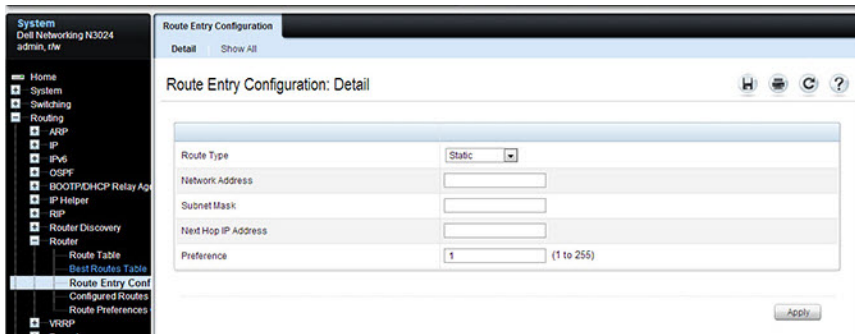 System
Dell Networking N3024
admin, r/w
Home
System
Switching
Routing
ARP
IP
IPv6
OSPF
BOOTP/DHCP Relay Age
IP Helper
RIP
Router Discovery
Router
Route Table
Best Routes Table
Route Entry Conf
Configured Routes
Route Preferences
VRRP
Route Entry Configuration
Detail Show All
Route Entry Configuration: Detail
Route Type Static
Network Address
Subnet Mask
Next Hop IP Address
Preference 1 (1 to 255)
Apply